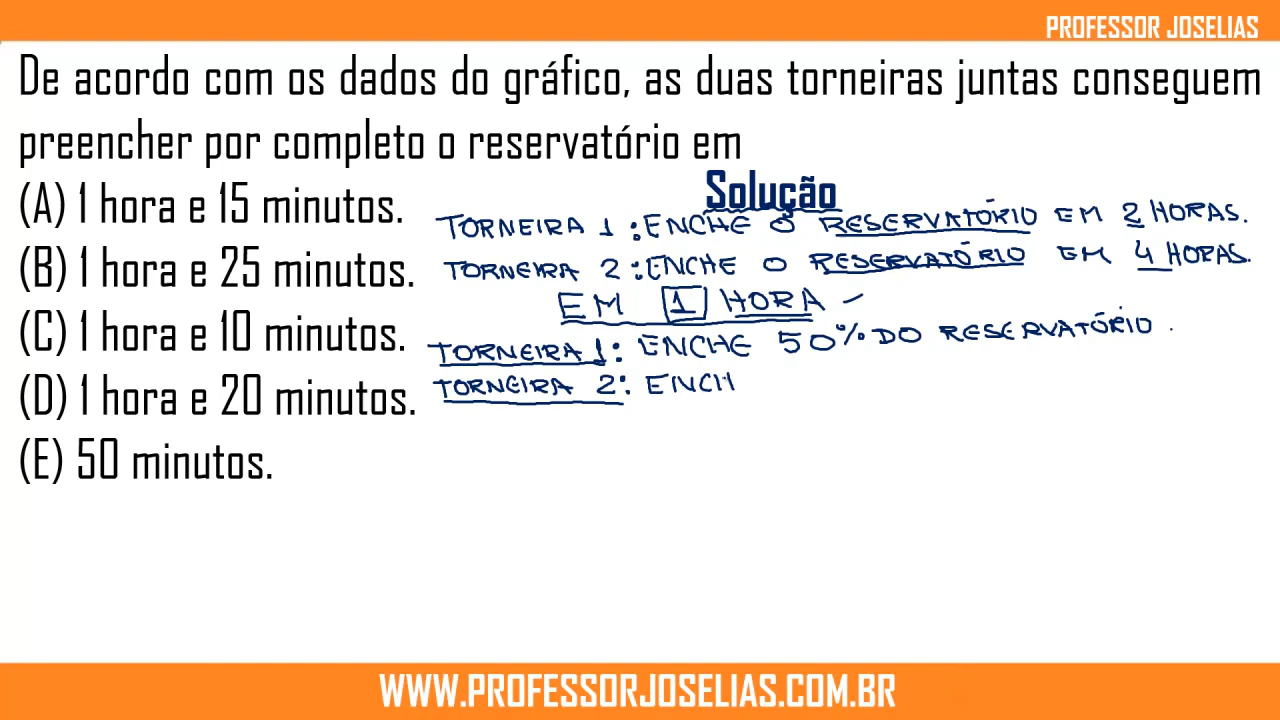 PROFESSOR JOSELIAS
De acordo com os dados do gráfico, as duas torneiras juntas conseguem
preencher por completo o reservatório em
(A) 1 hora e 15 minutos.
(B) 1 hora e 25 minutos.
(C) 1 hora e 10 minutos.
(D) 1 hora e 20 minutos.
(E) 50 minutos.
Solução
TORNEIRA 1: ENCHE O RESERVATÓRIO EM 2 HORAS.
TORNEIRA 2: ENCHE O RESERVATÓRIO EM 4 HORAS.
EM 1 HORA -
TORNEIRA 1: ENCHE 50% DO RESERVATÓRIO.
TORNEIRA 2: ENCH
WWW.PROFESSORJOSELIAS.COM.BR